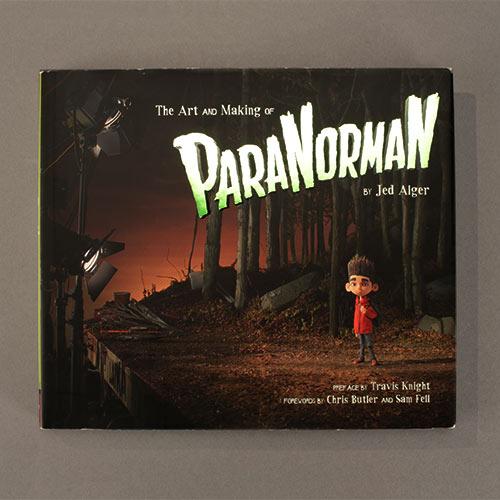 The Art and Making of
ParaNorman
by Jed Alger
Preface by Travis Knight
Forewords by Chris Butler and Sam Fell